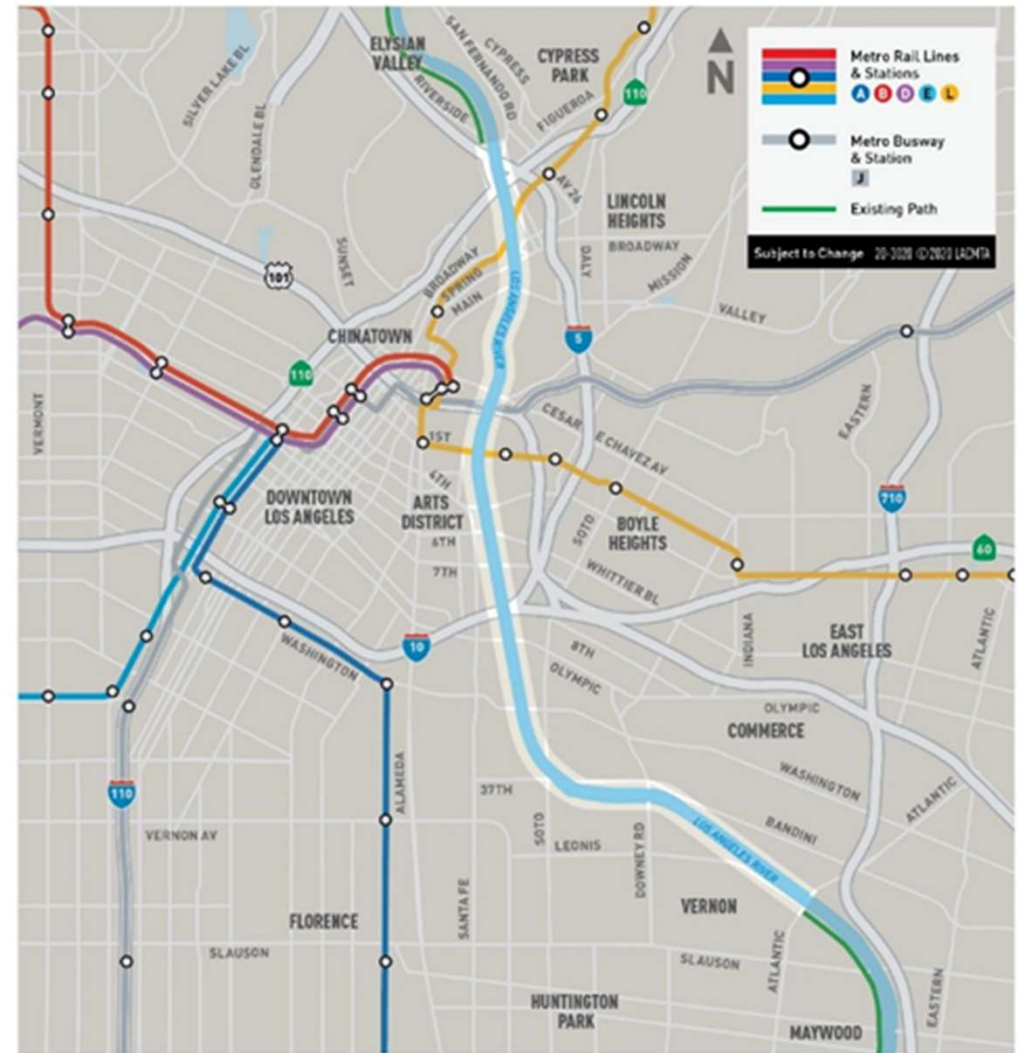 ELYSIAN
VALLEY
SAN FERNANDO RD
CYPRESS
CYPRESS
PARK
RIVERSIDE
FIGUEROA
110
SILVER LAKE BL
GLENDALE BL
N
Metro Rail Lines
& Stations
A B D E L
Metro Busway
& Station
J
Existing Path
Subject to Change 20-3020 ©2020 LACMTA
AV 26
LINCOLN
HEIGHTS
BROADWAY
DALY
MISSION
VALLEY
101
SUNSET
BROADWAY
SPRING
MAIN
LOS ANGELES RIVER
CHINATOWN
110
5
VERMONT
EASTERN
CESAR E CHAVEZ AV
1ST
4TH
DOWNTOWN
LOS ANGELES
ARTS
DISTRICT
6TH
7TH
SOTO
BOYLE
HEIGHTS
WHITTIER BL
710
60
10
WASHINGTON
8TH
OLYMPIC
INDIANA
EAST
LOS ANGELES
ATLANTIC
OLYMPIC
COMMERCE
WASHINGTON
ATLANTIC
110
VERNON AV
ALAMEDA
37TH
SOTO
LEONIS
DOWNEY RD
LOS ANGELES RIVER
BANDINI
FLORENCE
SANTA FE
VERNON
SLAUSON
SLAUSON
ATLANTIC
EASTERN
HUNTINGTON
PARK
MAYWOOD